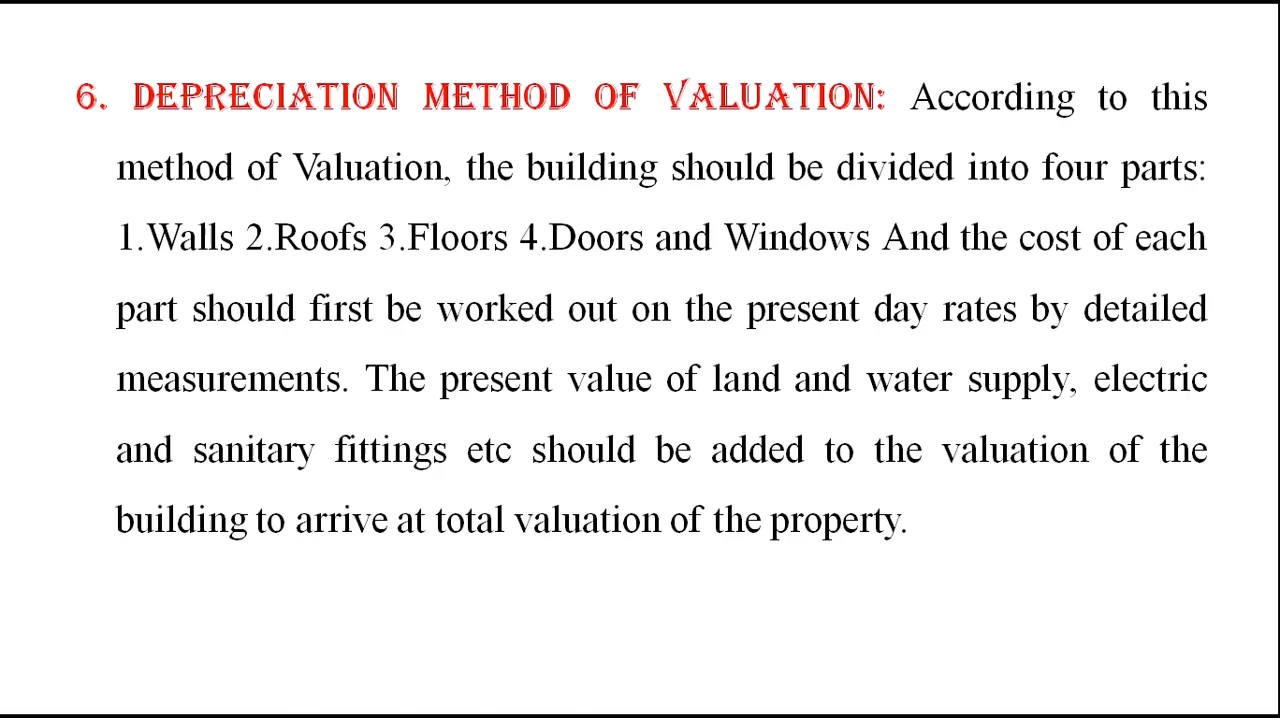 6. DEPRECIATION METHOD OF VALUATION: According to this
method of Valuation, the building should be divided into four parts:
1.Walls 2.Roofs 3.Floors 4.Doors and Windows And the cost of each
part should first be worked out on the present day rates by detailed
measurements. The present value of land and water supply, electric
and sanitary fittings etc should be added to the valuation of the
building to arrive at total valuation of the property.